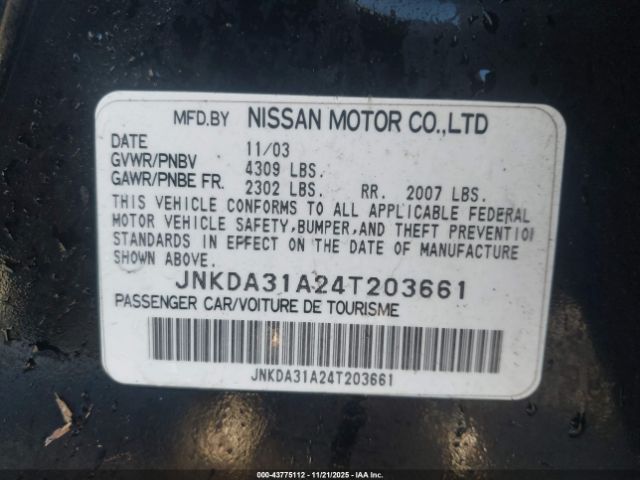 MFD.BY NISSAN MOTOR CO.,LTD
DATE 11/03
GVWR/PNBV 4309 LBS.
GAWR/PNBE FR. 2302 LBS. RR. 2007 LBS.
THIS VEHICLE CONFORMS TO ALL APPLICABLE FEDERAL
MOTOR VEHICLE SAFETY,BUMPER,AND THEFT PREVENTION
STANDARDS IN EFFECT ON THE DATE OF MANUFACTURE
SHOWN ABOVE.
JNKDA31A24T203661
PASSENGER CAR/VOITURE DE TOURISME
JNKDA31A24T203661
000-43775112 - 11/21/2025 - IAA Inc.